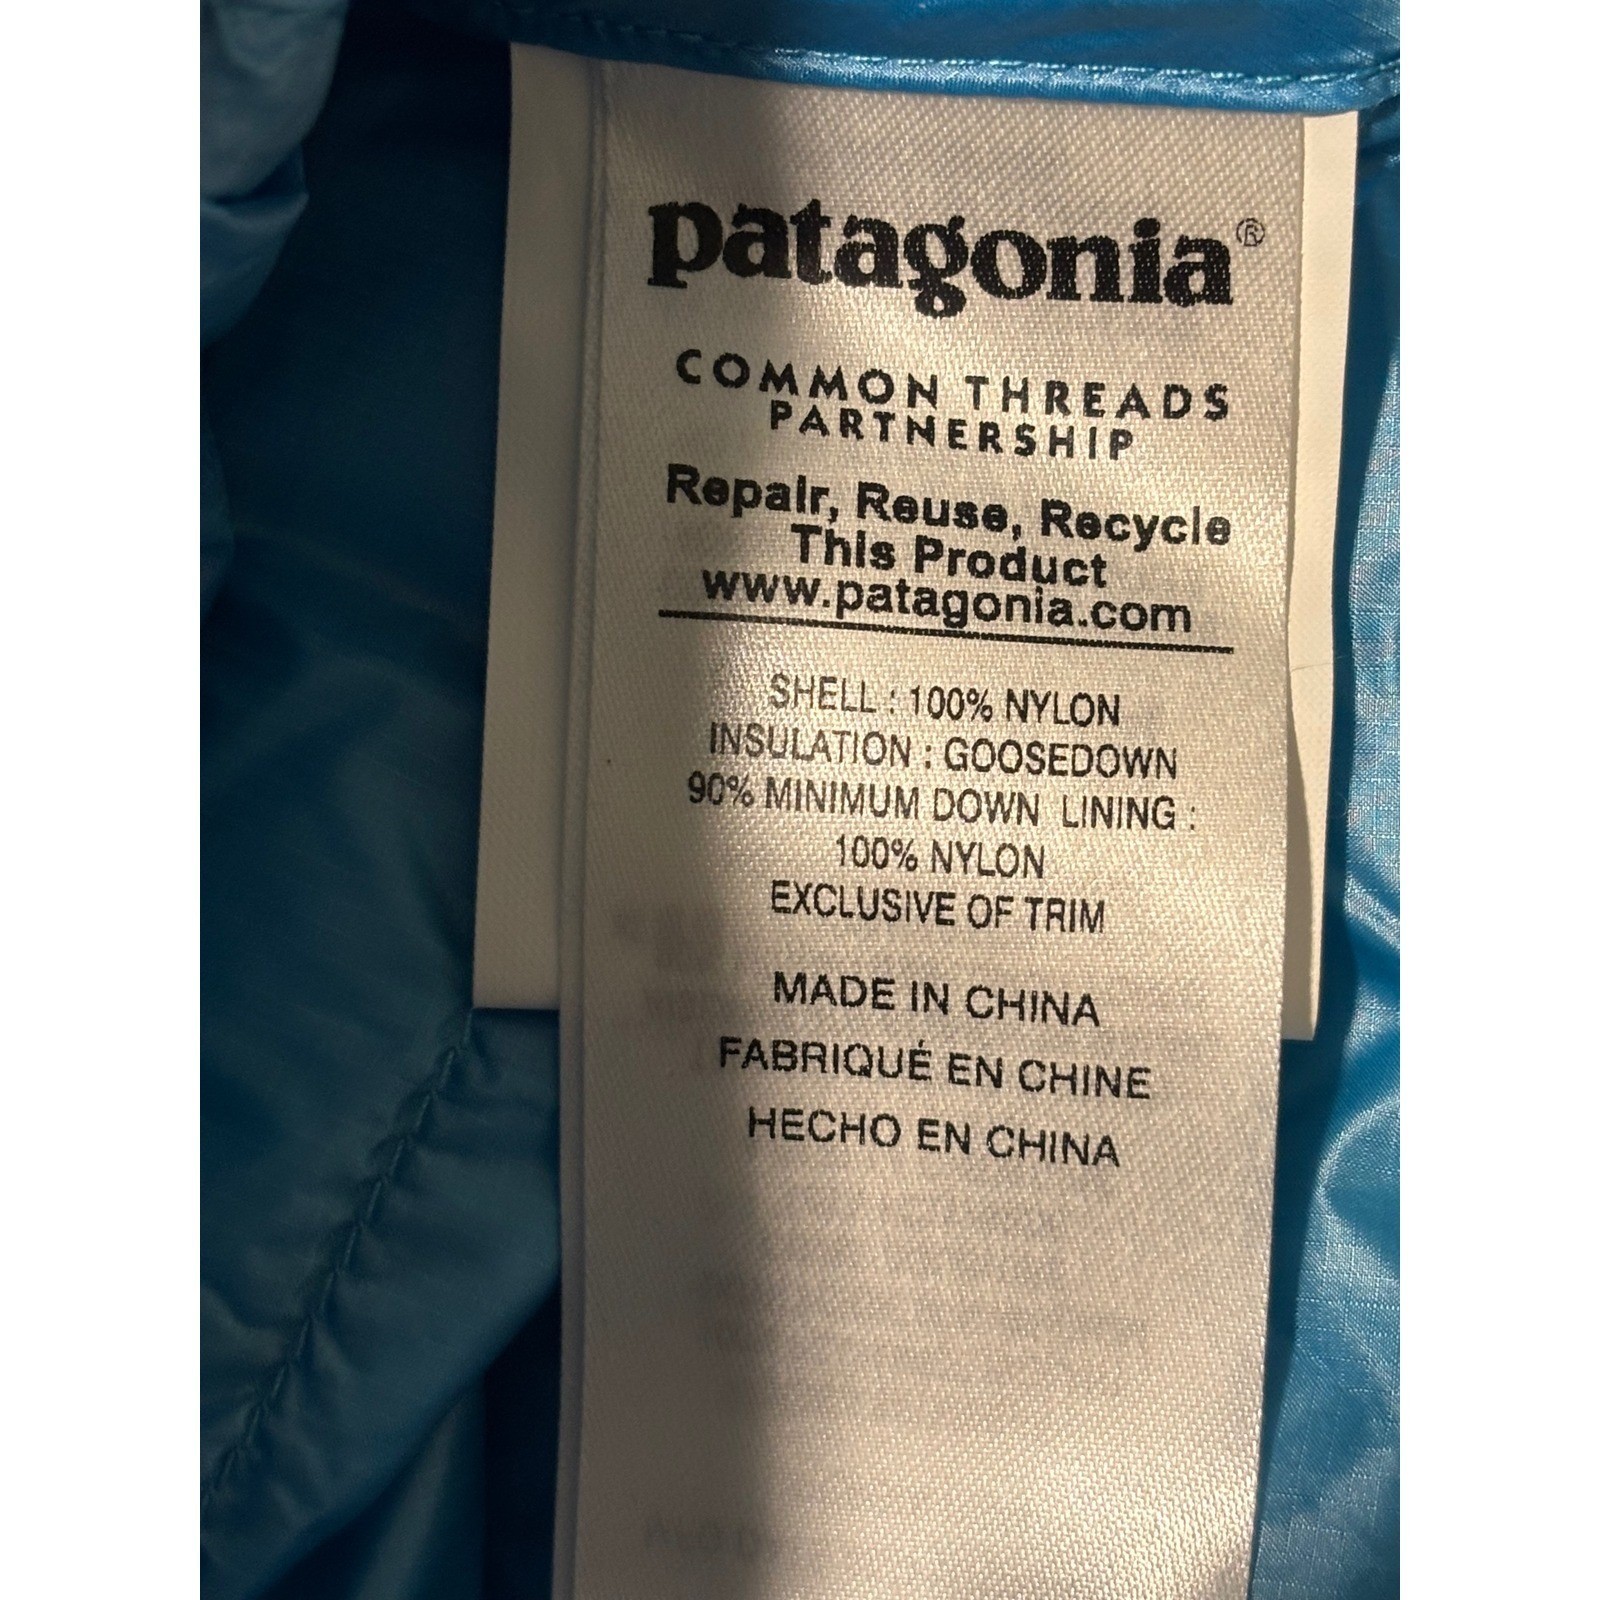 patagonia®
COMMON THREADS
PARTNERSHIP
Repair, Reuse, Recycle
This Product
www.patagonia.com
SHELL : 100% NYLON
INSULATION : GOOSEDOWN
90% MINIMUM DOWN LINING :
100% NYLON
EXCLUSIVE OF TRIM
MADE IN CHINA
FABRIQUÉ EN CHINE
HECHO EN CHINA